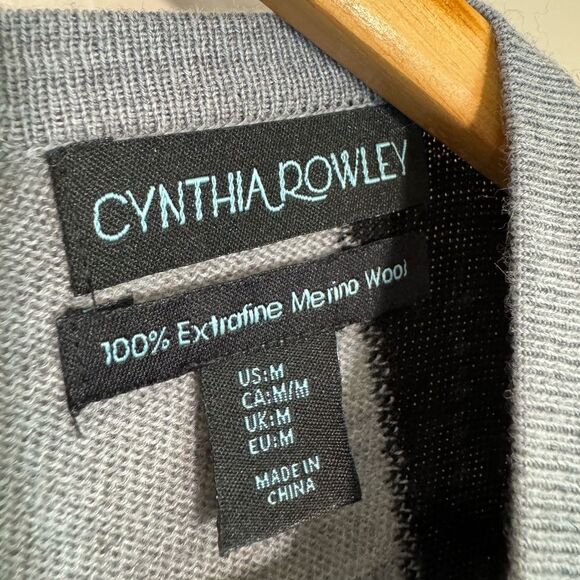 CYNTHIA ROWLEY
100% Extrafine Merino Wool
US:M
CA:M/M
UK:M
EU:M
MADE IN
CHINA